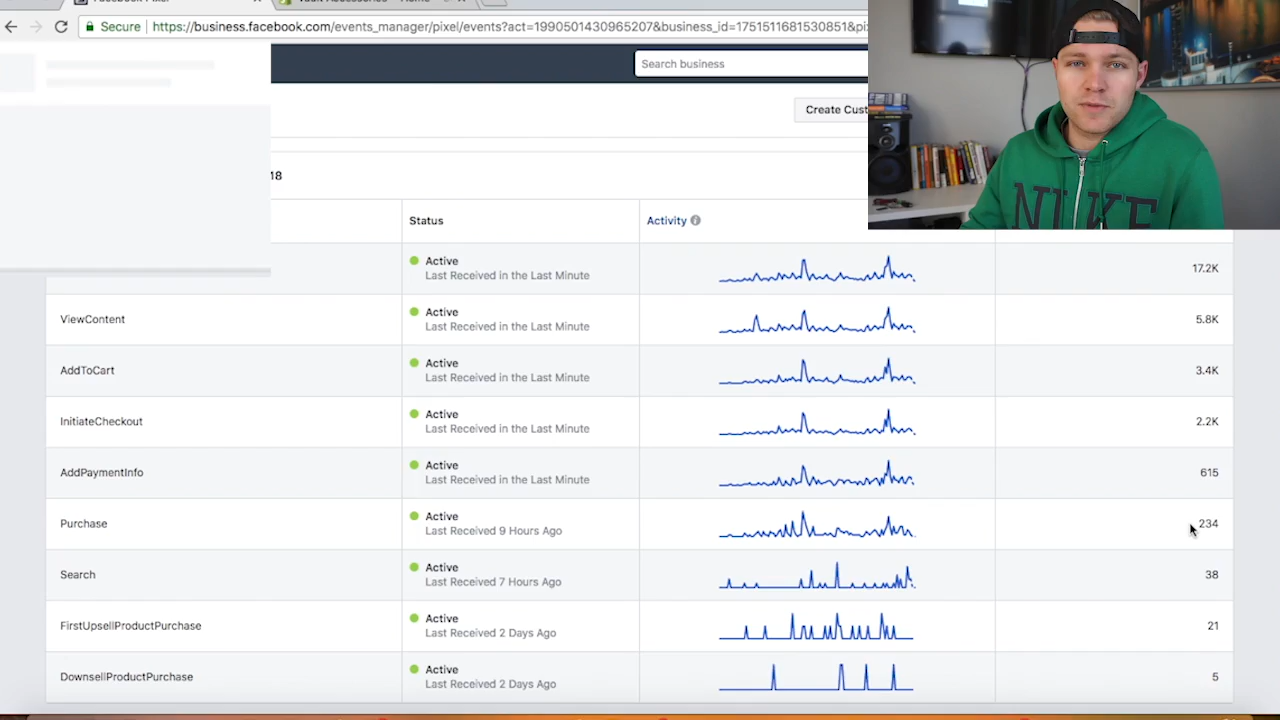 Secure
https://business.facebook.com/events_manager/pixel/events?act=1990501430965207&business_id=1751511681530851&pix
Search business
Create Cust
18
Status
Activity
Active
Last Received in the Last Minute
17.2K
ViewContent
Active
Last Received in the Last Minute
5.8K
AddToCart
Active
Last Received in the Last Minute
3.4K
InitiateCheckout
Active
Last Received in the Last Minute
2.2K
AddPaymentInfo
Active
Last Received in the Last Minute
615
Purchase
Active
Last Received 9 Hours Ago
234
Search
Active
Last Received 7 Hours Ago
38
FirstUpsellProductPurchase
Active
Last Received 2 Days Ago
21
DownsellProductPurchase
Active
Last Received 2 Days Ago
5
NIKE